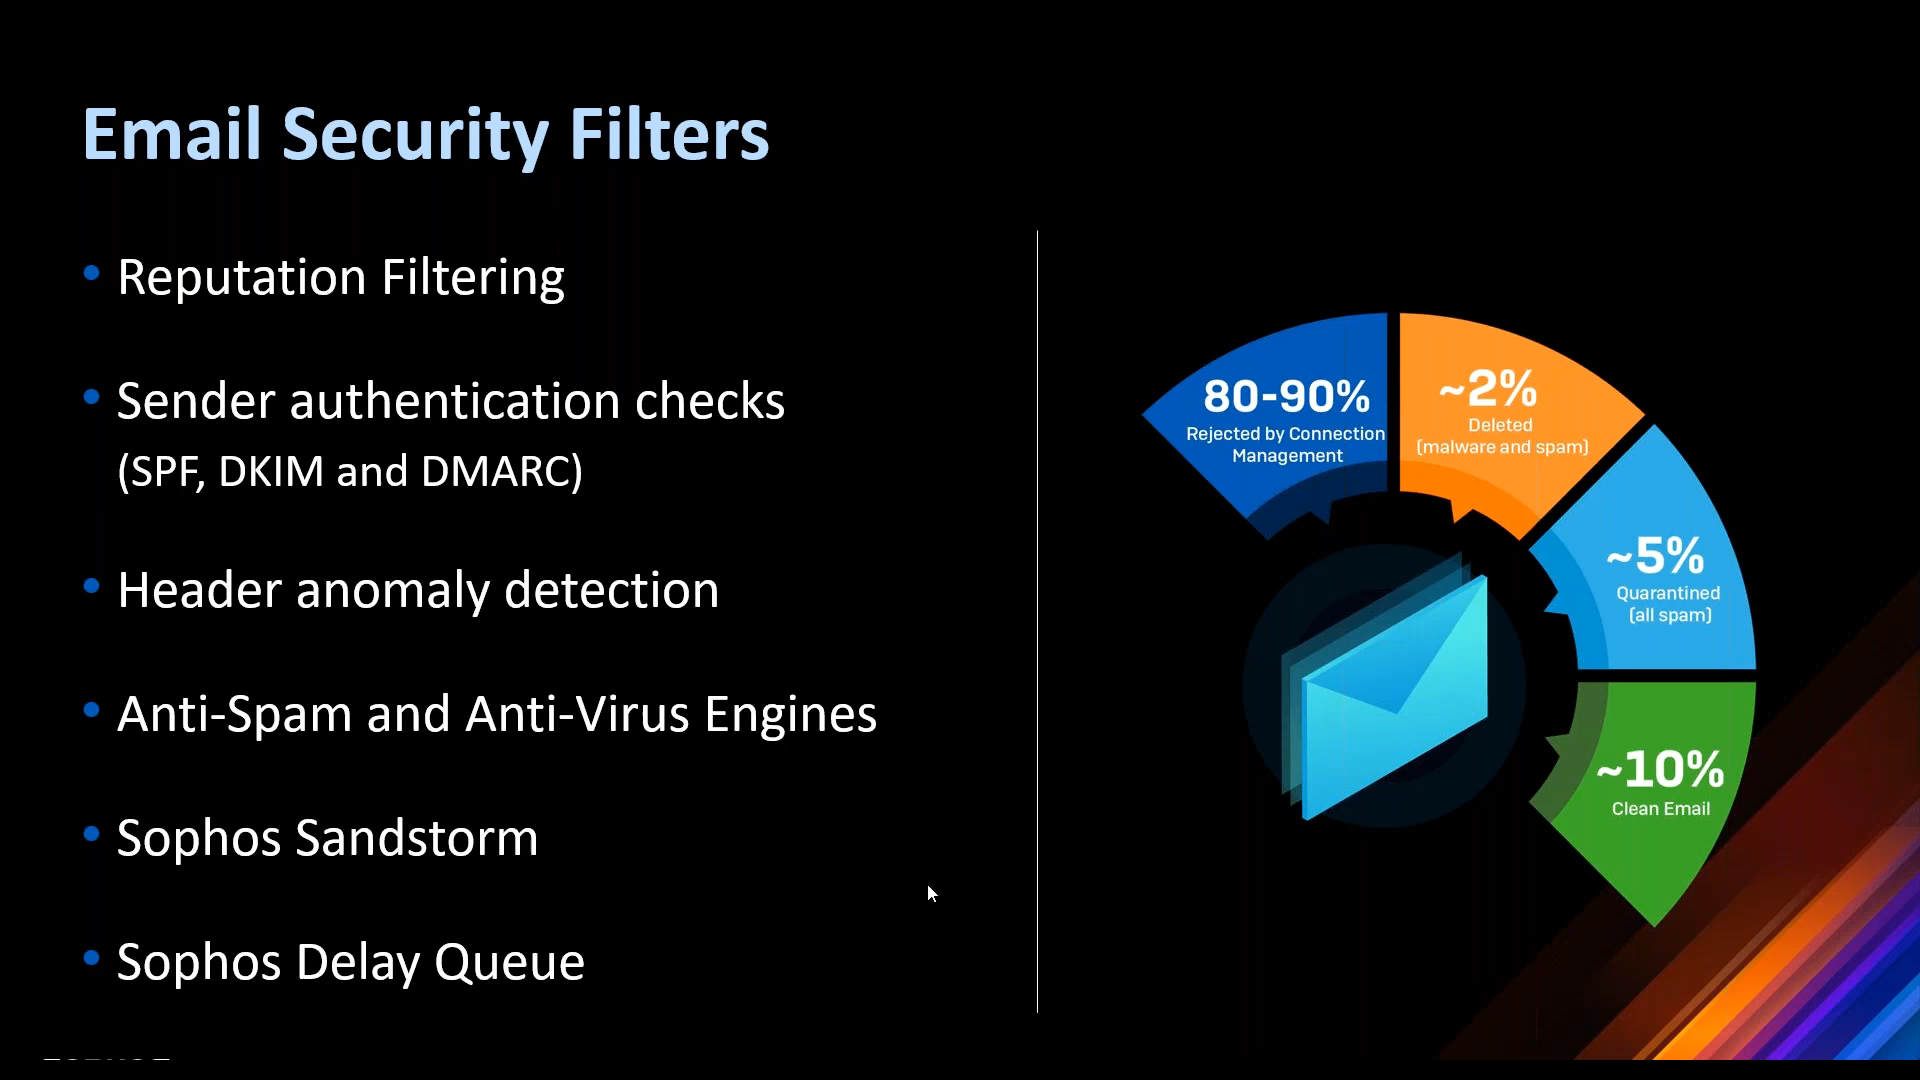 Email Security Filters
• Reputation Filtering
• Sender authentication checks
(SPF, DKIM and DMARC)
• Header anomaly detection
• Anti-Spam and Anti-Virus Engines
• Sophos Sandstorm
• Sophos Delay Queue
80-90%
Rejected by Connection
Management
~2%
Deleted
(malware and spam)
~5%
Quarantined
(all spam)
~10%
Clean Email